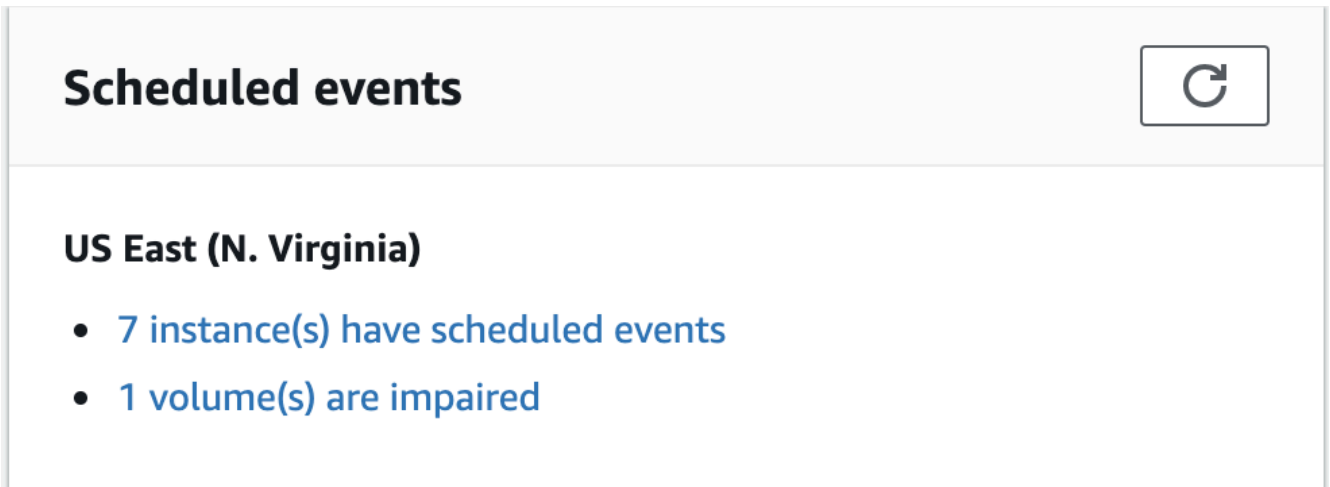 Scheduled events
US East (N. Virginia)
7 instance(s) have scheduled events
1 volume(s) are impaired